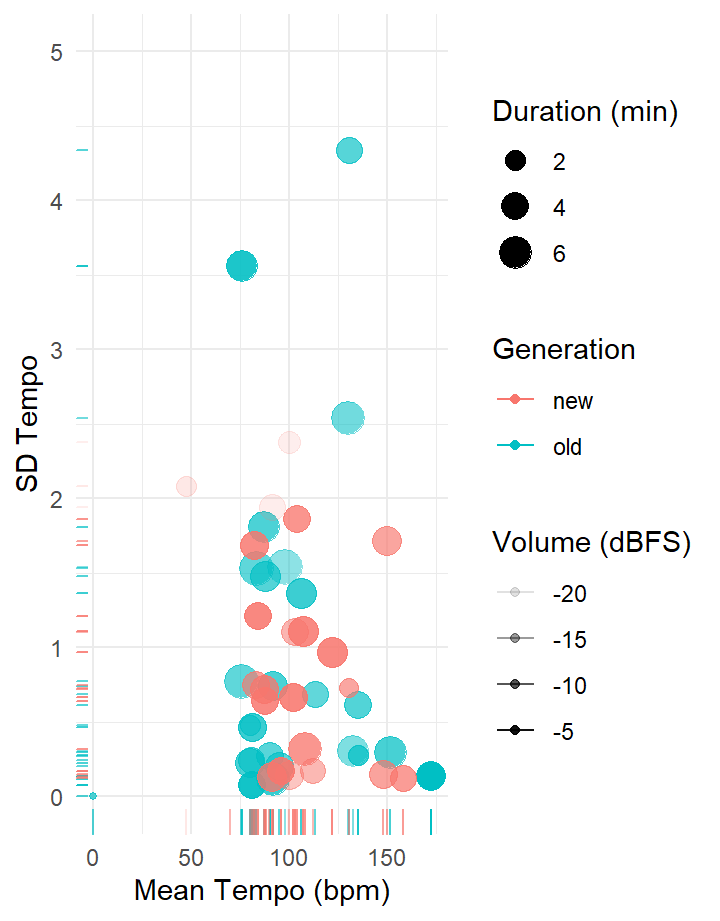 5
4
3
2
1
0
SD Tempo
0 50 100 150
Mean Tempo (bpm)
Duration (min)
2
4
6
Generation
new
old
Volume (dBFS)
-20
-15
-10
-5